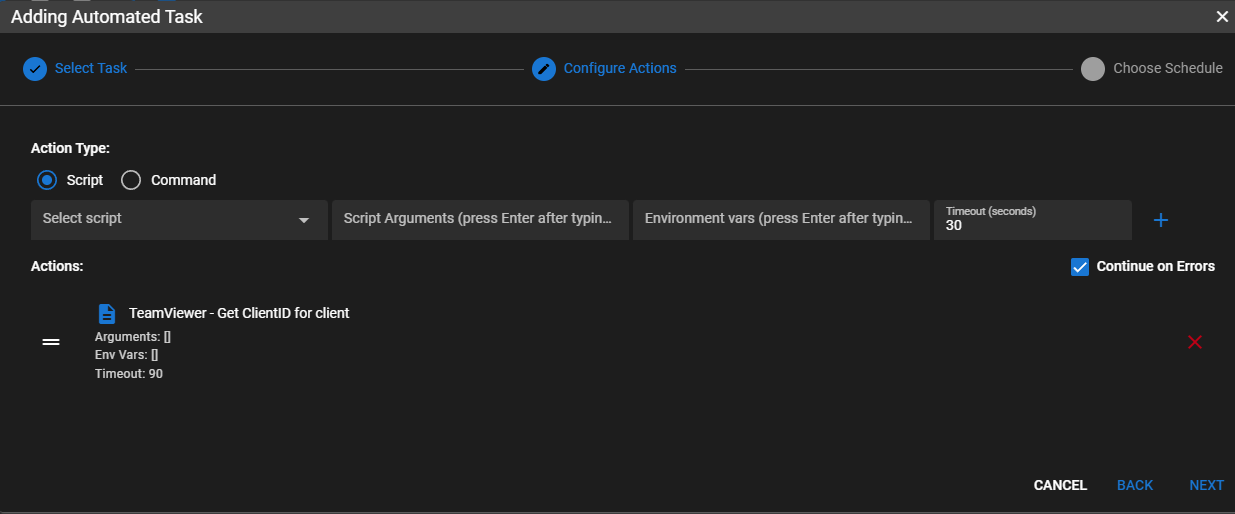 Adding Automated Task
Select Task
Configure Actions
Choose Schedule
Action Type:
Script
Command
Select script
Script Arguments (press Enter after typin...
Environment vars (press Enter after typin...
Timeout (seconds)
30
Actions:
Continue on Errors
TeamViewer - Get ClientID for client
Arguments: []
Env Vars: []
Timeout: 90
CANCEL
BACK
NEXT